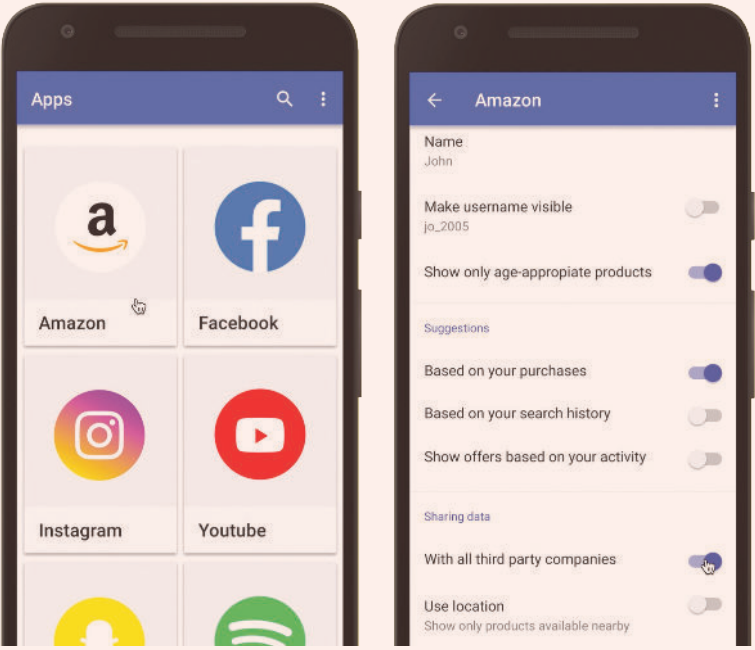 Apps
a
Amazon
Facebook
Instagram
Youtube
Amazon
Name
John
Make username visible
jo_2005
Show only age-appropiate products
Suggestions
Based on your purchases
Based on your search history
Show offers based on your activity
Sharing data
With all third party companies
Use location
Show only products available nearby